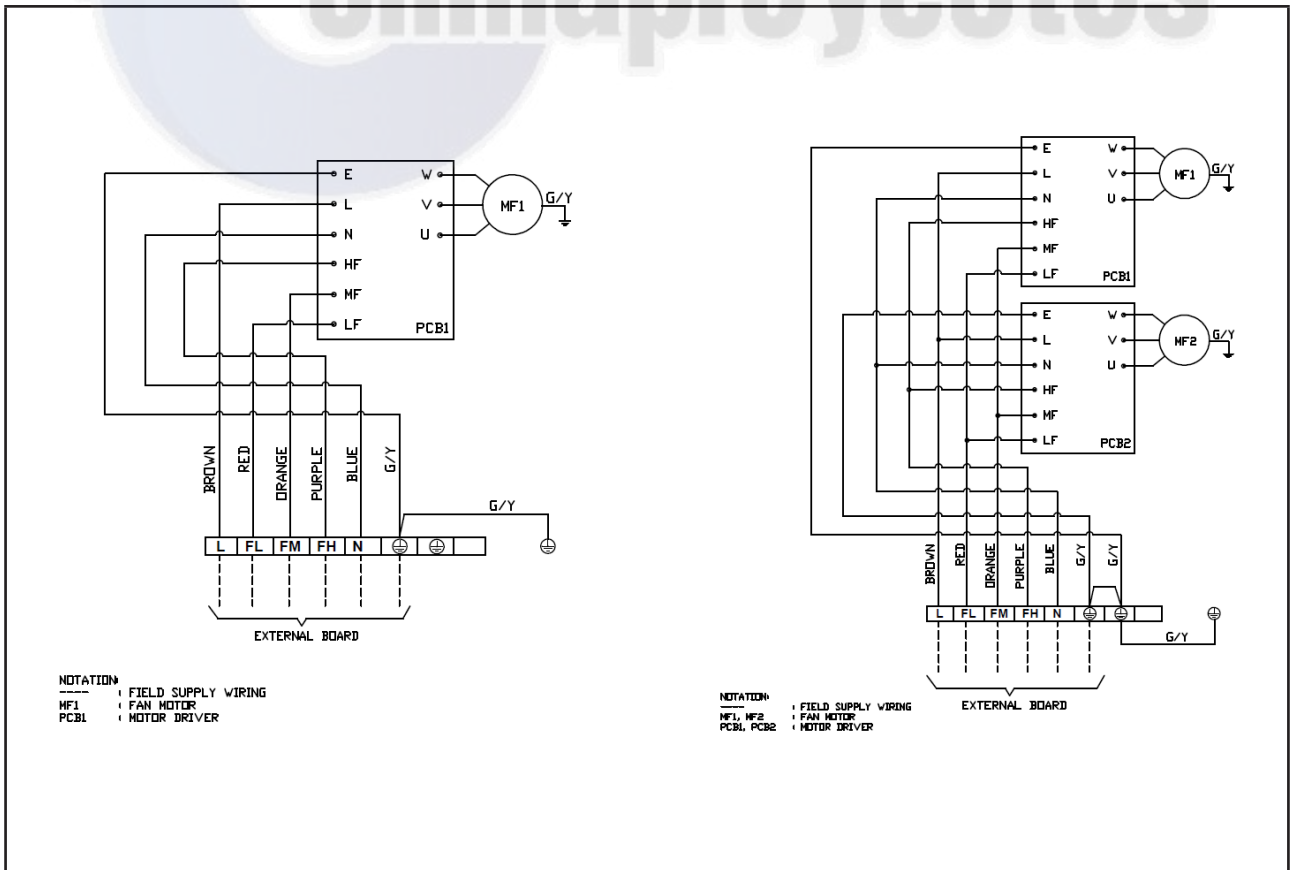 E W
L V MF1 G/Y
N U
HF
MF
LF PCB1
BROWN RED ORANGE PURPLE BLUE G/Y
G/Y
L FL FM FH N
EXTERNAL BOARD
NOTATION:
---- : FIELD SUPPLY WIRING
MF1 : FAN MOTOR
PCB1 : MOTOR DRIVER
E W
L V MF1 G/Y
N U
HF
MF
LF PCB1
E W
L V MF2 G/Y
N U
HF
MF
LF PCB2
BROWN RED ORANGE PURPLE BLUE G/Y G/Y
L FL FM FH N
G/Y
EXTERNAL BOARD
NOTATION:
---- : FIELD SUPPLY WIRING
MF1, MF2 : FAN MOTOR
PCB1, PCB2 : MOTOR DRIVER